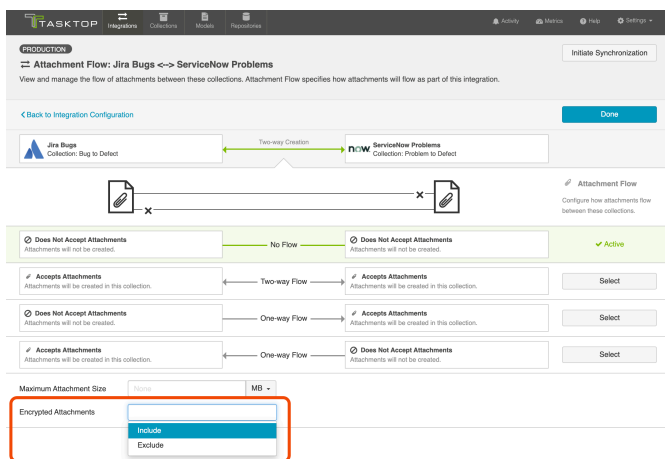 TASKTOP
Integrations
Collections
Models
Repositories
Activity
Metrics
Help
Settings
PRODUCTION
Initiate Synchronization
Attachment Flow: Jira Bugs <--> ServiceNow Problems
View and manage the flow of attachments between these collections. Attachment Flow specifies how attachments will flow as part of this integration.
Back to Integration Configuration
Done
Jira Bugs
Collection: Bug to Defect
Two-way Creation
now.
ServiceNow Problems
Collection: Problem to Defect
Attachment Flow
Configure how attachments flow
between these collections.
Does Not Accept Attachments
Attachments will not be created.
No Flow
Does Not Accept Attachments
Attachments will not be created.
Active
Accepts Attachments
Attachments will be created in this collection.
Two-way Flow
Accepts Attachments
Attachments will be created in this collection.
Select
Does Not Accept Attachments
Attachments will not be created.
One-way Flow
Accepts Attachments
Attachments will be created in this collection.
Select
Accepts Attachments
Attachments will be created in this collection.
One-way Flow
Does Not Accept Attachments
Attachments will not be created.
Select
Maximum Attachment Size
None
MB
Encrypted Attachments
Include
Exclude